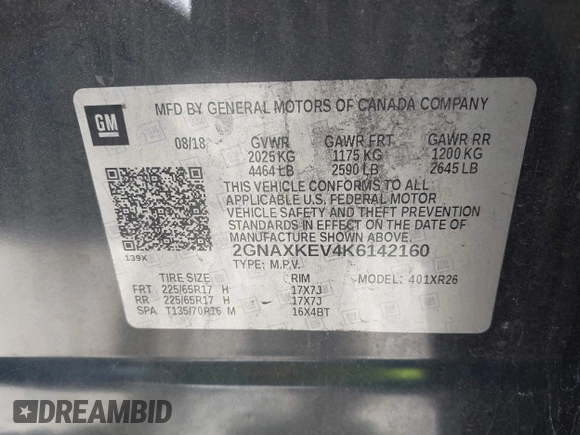 GM
MFD BY GENERAL MOTORS OF CANADA COMPANY
08/18 GVWR GAWR FRT GAWR RR
2025 KG 1175 KG 1200 KG
4464 LB 2590 LB 2645 LB
THIS VEHICLE CONFORMS TO ALL
APPLICABLE U.S. FEDERAL MOTOR
VEHICLE SAFETY AND THEFT PREVENTION
STANDARDS IN EFFECT ON THE DATE OF
MANUFACTURE SHOWN ABOVE.
139X 2GNAXKEV4K6142160
TYPE: M.P.V. MODEL: 401XR26
TIRE SIZE RIM
FRT 225/65R17 H 17X7J
RR 225/65R17 H 17X7J
SPA T135/70R16 M 16X4BT
DREAMBID